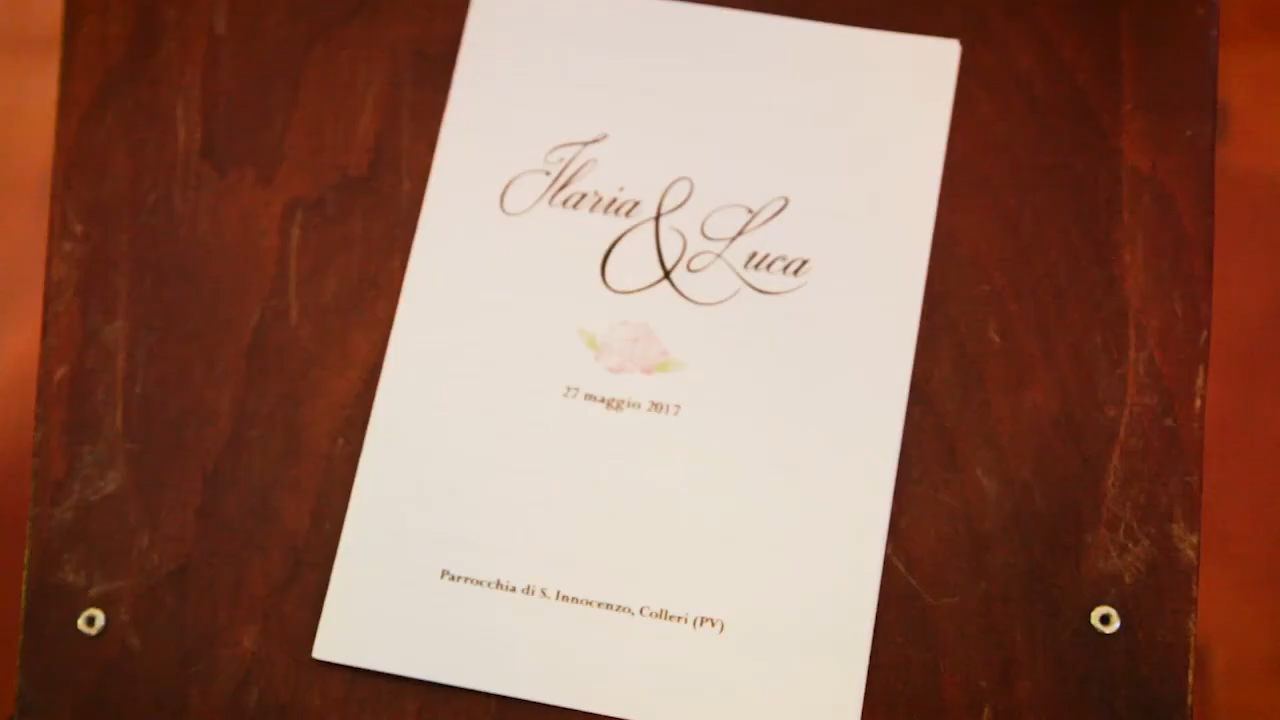 Ilaria & Luca
27 maggio 2017
Parrocchia di S. Innocenzo, Colleri (PV)